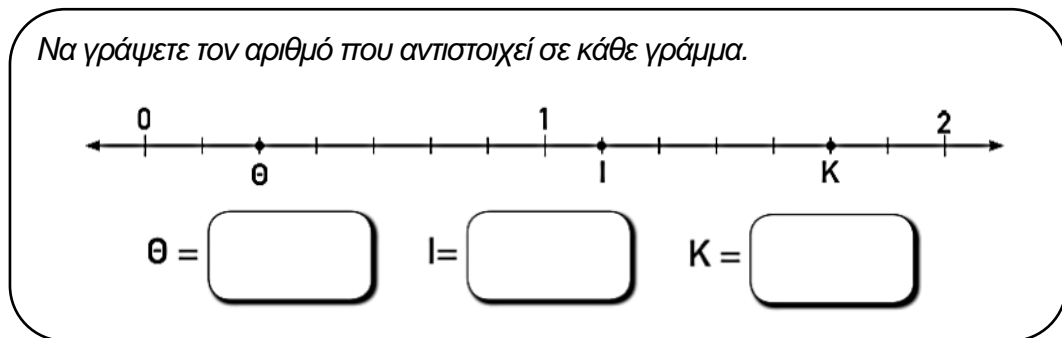 Να γράψετε τον αριθμό που αντιστοιχεί σε κάθε γράμμα.
0 1 2
Θ Ι Κ
Θ = Ι= Κ =